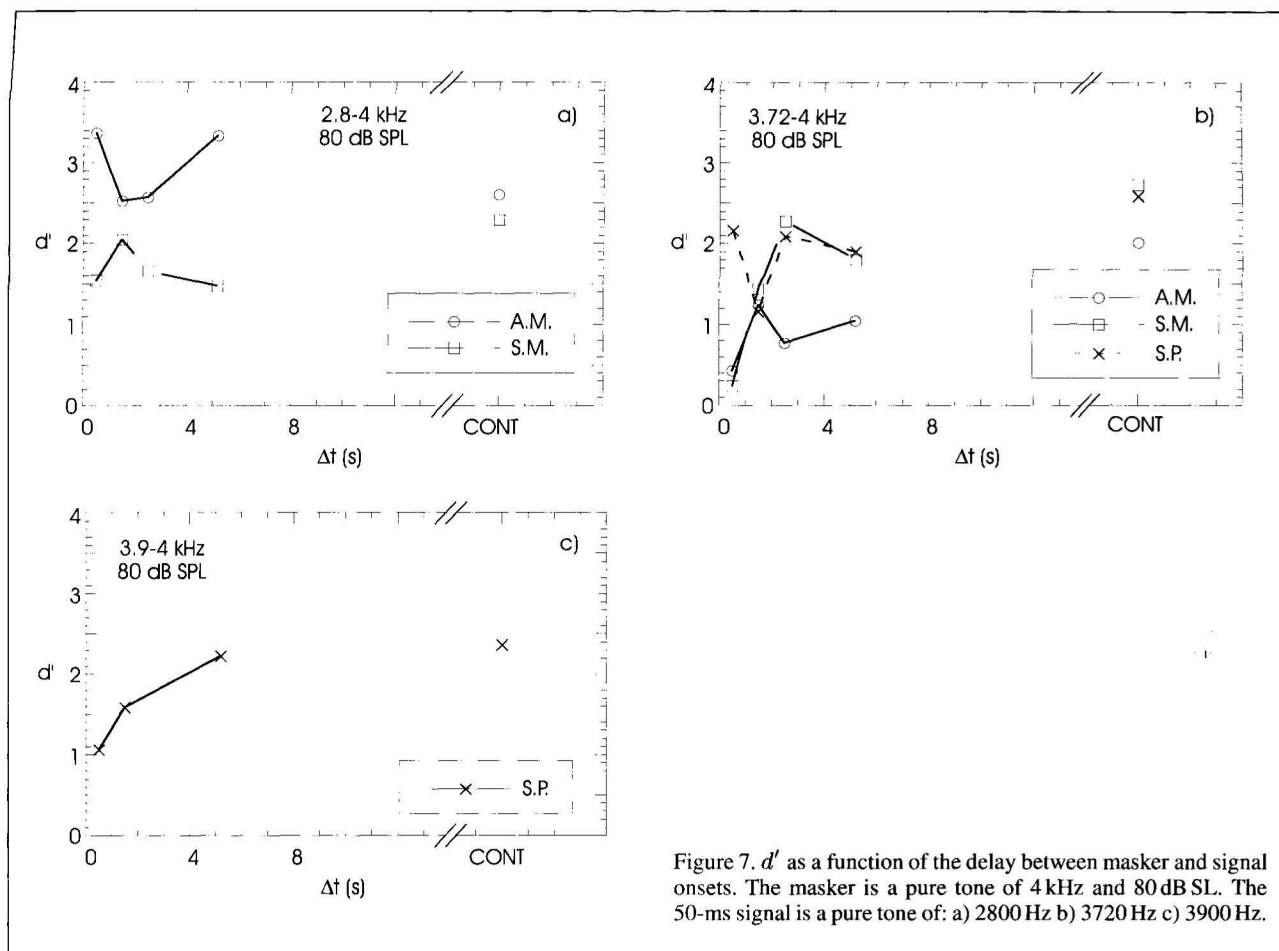 4
3
d'
2
1
0
2.8-4 kHz
80 dB SPL
a)
A.M.
S.M.
0 4 8 CONT
Δt (s)
4
3
d'
2
1
0
3.72-4 kHz
80 dB SPL
b)
A.M.
S.M.
S.P.
0 4 8 CONT
Δt (s)
4
3
d'
2
1
0
3.9-4 kHz
80 dB SPL
c)
S.P.
0 4 8 CONT
Δt (s)
Figure 7. d′ as a function of the delay between masker and signal
onsets. The masker is a pure tone of 4 kHz and 80 dB SL. The
50-ms signal is a pure tone of: a) 2800 Hz b) 3720 Hz c) 3900 Hz.